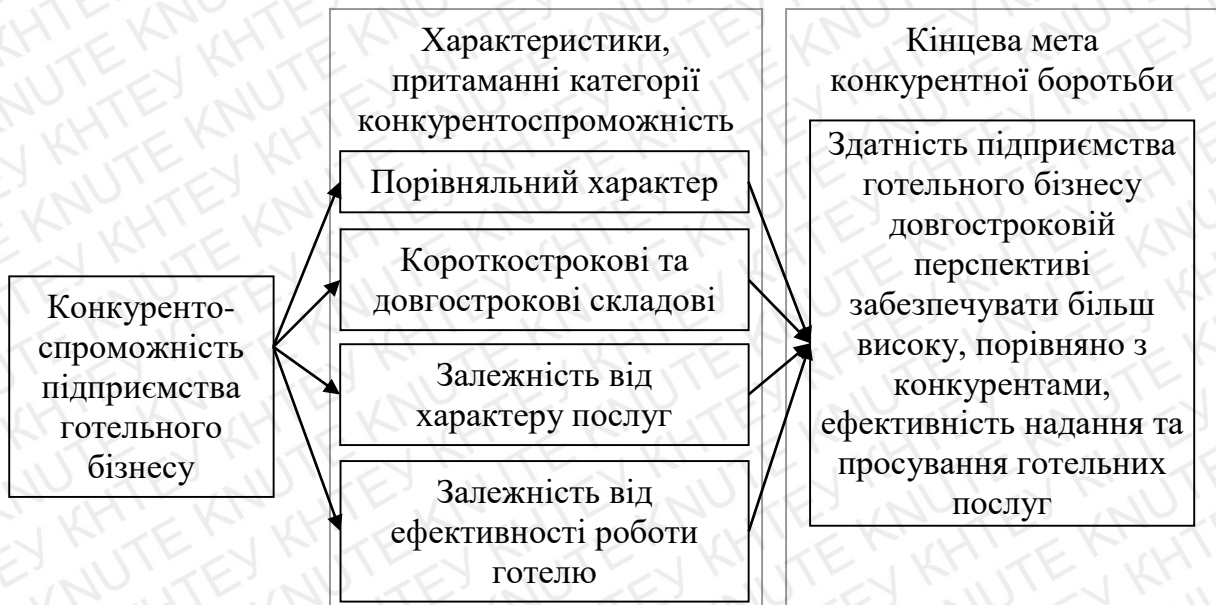 Конкуренто-
спроможність
підприємства
готельного
бізнесу
Характеристики,
притаманні категорії
конкурентоспроможність
Порівняльний характер
Короткострокові та
довгострокові складові
Залежність від
характеру послуг
Залежність від
ефективності роботи
готелю
Кінцева мета
конкурентної боротьби
Здатність підприємства
готельного бізнесу
довгостроковій
перспективі
забезпечувати більш
високу, порівняно з
конкурентами,
ефективність надання та
просування готельних
послуг